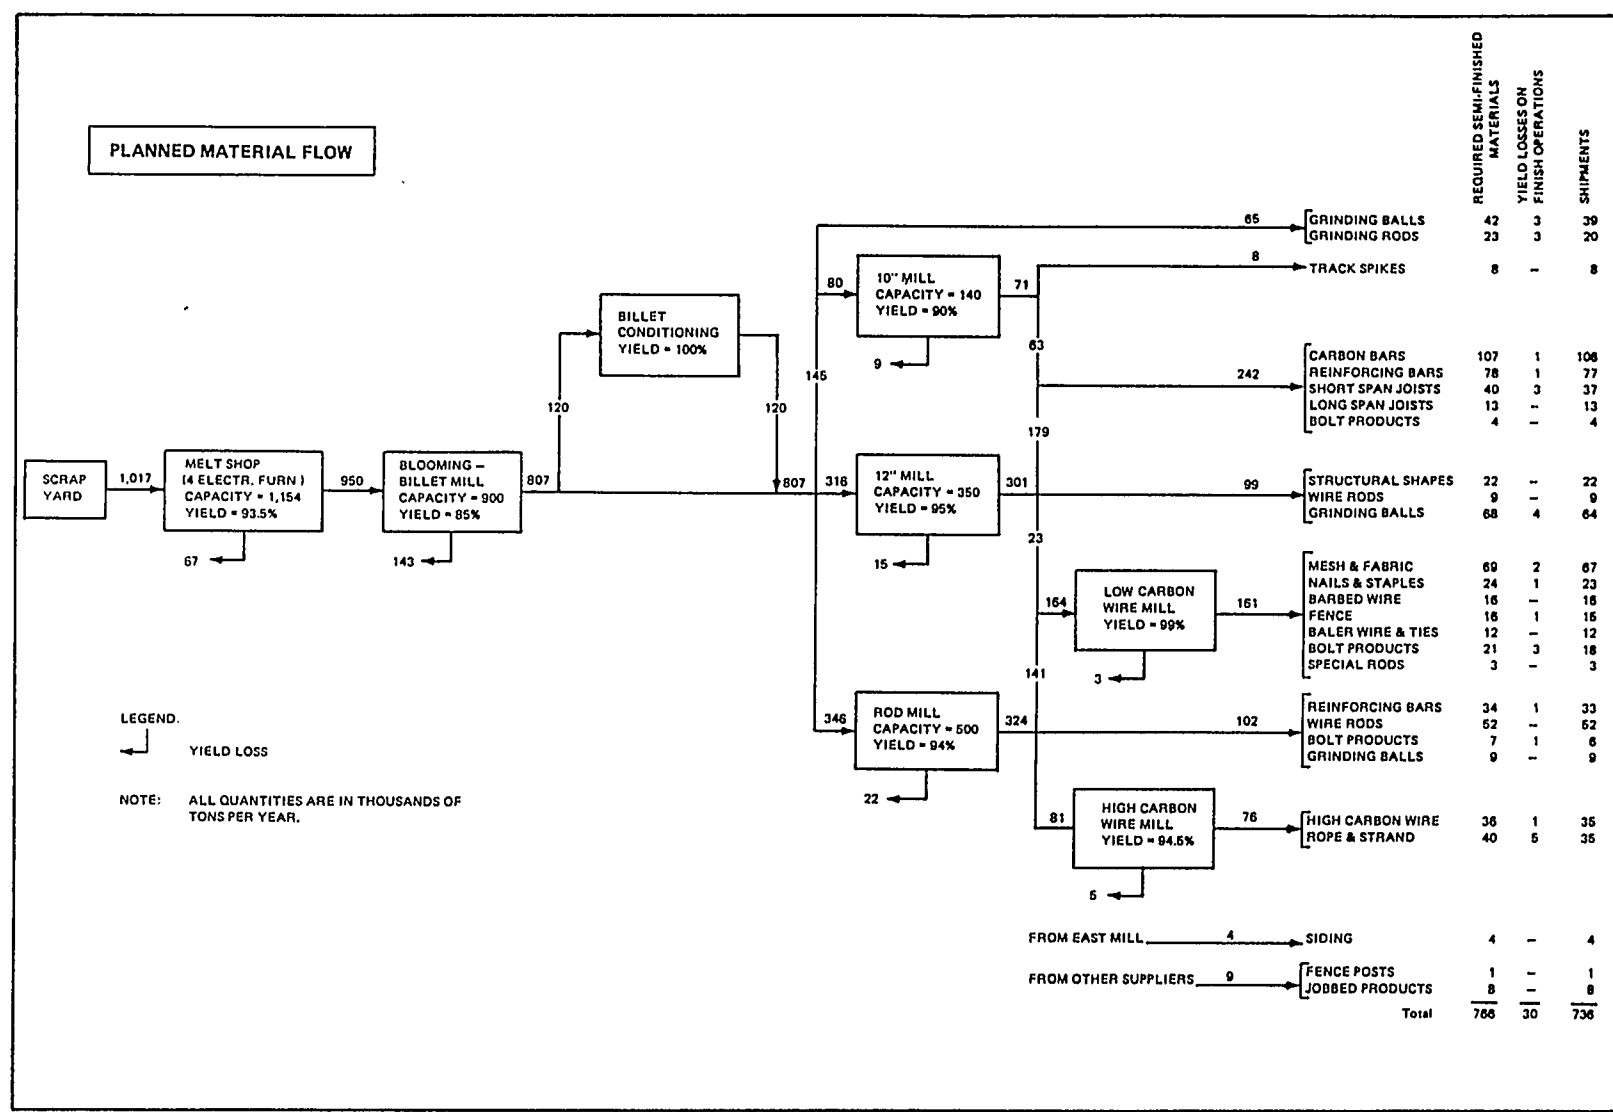 PLANNED MATERIAL FLOW
REQUIRED SEMI-FINISHED
MATERIALS
YIELD LOSSES ON
FINISH OPERATIONS
SHIPMENTS
SCRAP
YARD
1,017
MELT SHOP
(4 ELECTR. FURN)
CAPACITY = 1,154
YIELD = 93.5%
67
950
BLOOMING –
BILLET MILL
CAPACITY = 900
YIELD = 85%
143
807
120
BILLET
CONDITIONING
YIELD = 100%
120
807
145
65
80
10" MILL
CAPACITY = 140
YIELD = 90%
9
71
8
63
242
179
316
12" MILL
CAPACITY = 350
YIELD = 95%
15
301
99
23
164
LOW CARBON
WIRE MILL
YIELD = 99%
3
161
141
346
ROD MILL
CAPACITY = 500
YIELD = 94%
22
324
102
81
HIGH CARBON
WIRE MILL
YIELD = 94.5%
5
76
GRINDING BALLS 42 3 39
GRINDING RODS 23 3 20
TRACK SPIKES 8 – 8
CARBON BARS 107 1 106
REINFORCING BARS 78 1 77
SHORT SPAN JOISTS 40 3 37
LONG SPAN JOISTS 13 – 13
BOLT PRODUCTS 4 – 4
STRUCTURAL SHAPES 22 – 22
WIRE RODS 9 – 9
GRINDING BALLS 68 4 64
MESH & FABRIC 69 2 67
NAILS & STAPLES 24 1 23
BARBED WIRE 16 – 16
FENCE 16 1 15
BALER WIRE & TIES 12 – 12
BOLT PRODUCTS 21 3 18
SPECIAL RODS 3 – 3
REINFORCING BARS 34 1 33
WIRE RODS 52 – 52
BOLT PRODUCTS 7 1 6
GRINDING BALLS 9 – 9
HIGH CARBON WIRE 36 1 35
ROPE & STRAND 40 5 35
FROM EAST MILL 4 SIDING 4 – 4
FROM OTHER SUPPLIERS 9
FENCE POSTS 1 – 1
JOBBED PRODUCTS 8 – 8
Total 766 30 736
LEGEND.
YIELD LOSS
NOTE: ALL QUANTITIES ARE IN THOUSANDS OF
TONS PER YEAR.